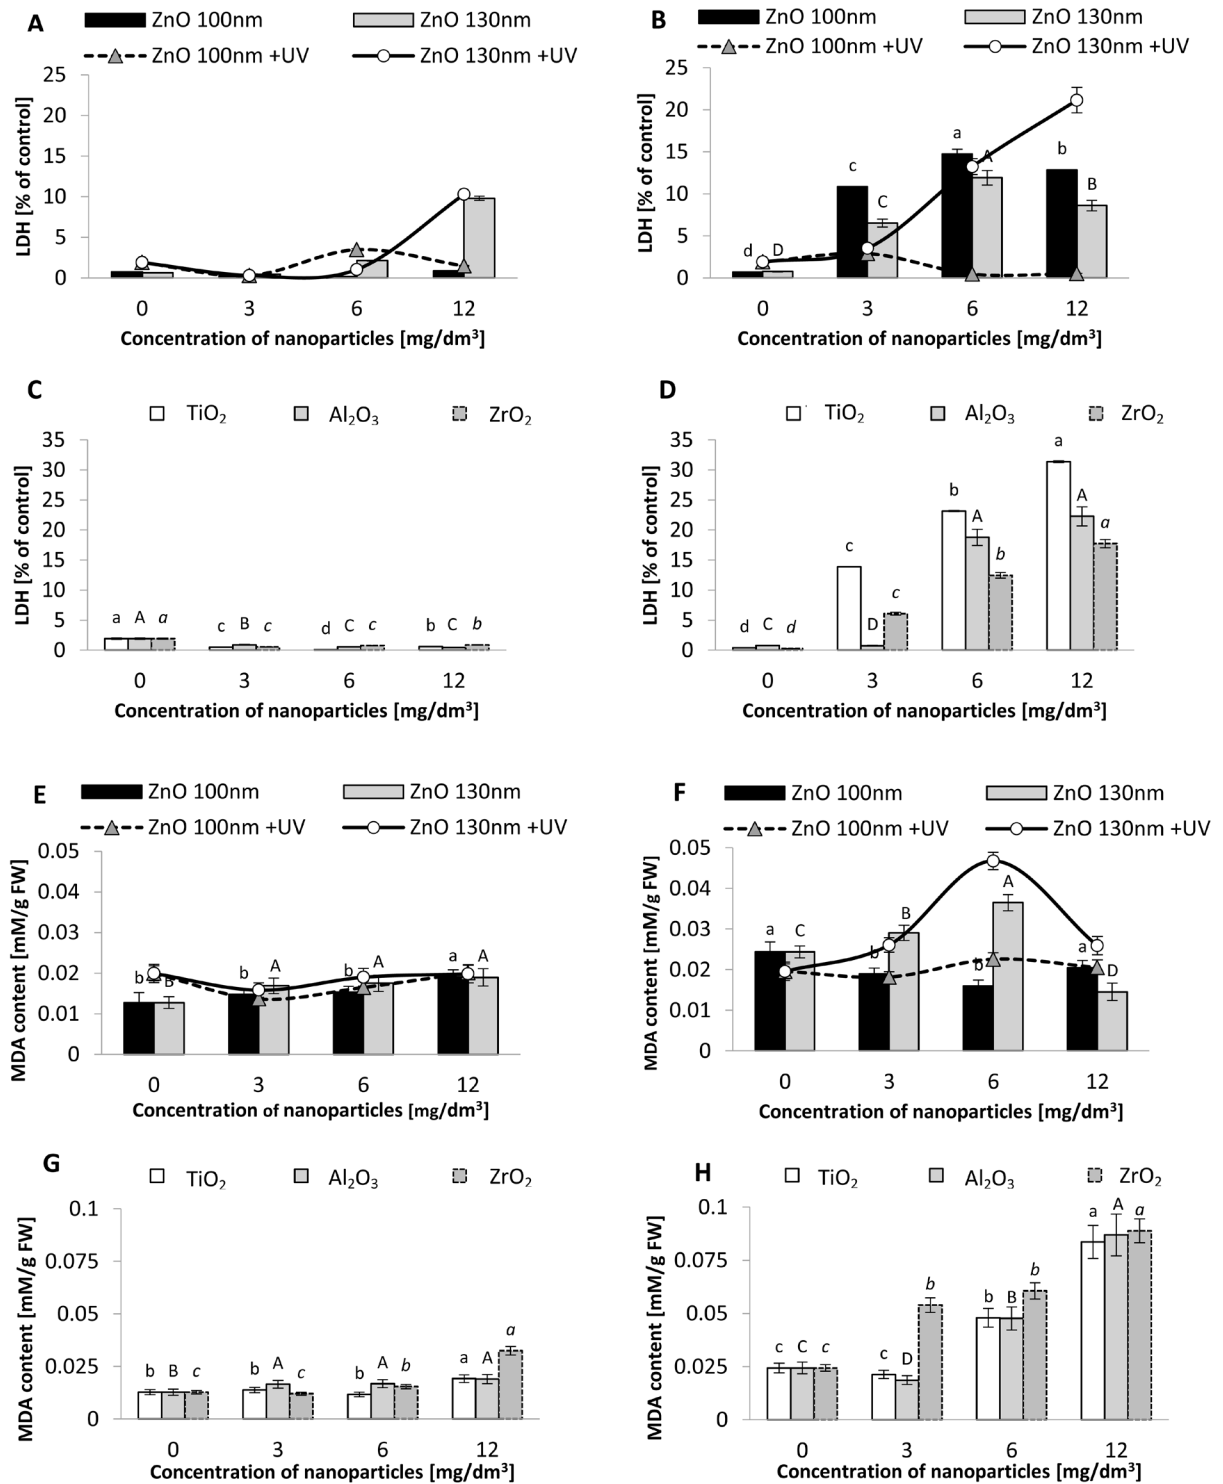 A
ZnO 100nm
ZnO 130nm
ZnO 100nm +UV
ZnO 130nm +UV
LDH [% of control]
25
20
15
10
5
0
0 3 6 12
Concentration of nanoparticles [mg/dm³]
B
ZnO 100nm
ZnO 130nm
ZnO 100nm +UV
ZnO 130nm +UV
LDH [% of control]
25
20
15
10
5
0
d D c C a A b B
0 3 6 12
Concentration of nanoparticles [mg/dm³]
C
TiO₂ Al₂O₃ ZrO₂
LDH [% of control]
35
30
25
20
15
10
5
0
a A a c B c d C c b C b
0 3 6 12
Concentration of nanoparticles [mg/dm³]
D
TiO₂ Al₂O₃ ZrO₂
LDH [% of control]
35
30
25
20
15
10
5
0
d C d c D c b A b a A a
0 3 6 12
Concentration of nanoparticles [mg/dm³]
E
ZnO 100nm
ZnO 130nm
ZnO 100nm +UV
ZnO 130nm +UV
MDA content [mM/g FW]
0.05
0.04
0.03
0.02
0.01
0
b B b A b A a A
0 3 6 12
Concentration of nanoparticles [mg/dm³]
F
ZnO 100nm
ZnO 130nm
ZnO 100nm +UV
ZnO 130nm +UV
MDA content [mM/g FW]
0.05
0.04
0.03
0.02
0.01
0
a C b B b A a D
0 3 6 12
Concentration of nanoparticles [mg/dm³]
G
TiO₂ Al₂O₃ ZrO₂
MDA content [mM/g FW]
0.1
0.075
0.05
0.025
0
b B c b A c b A b a A a
0 3 6 12
Concentration of nanoparticles [mg/dm³]
H
TiO₂ Al₂O₃ ZrO₂
MDA content [mM/g FW]
0.1
0.075
0.05
0.025
0
c C c c D b b B b a A a
0 3 6 12
Concentration of nanoparticles [mg/dm³]